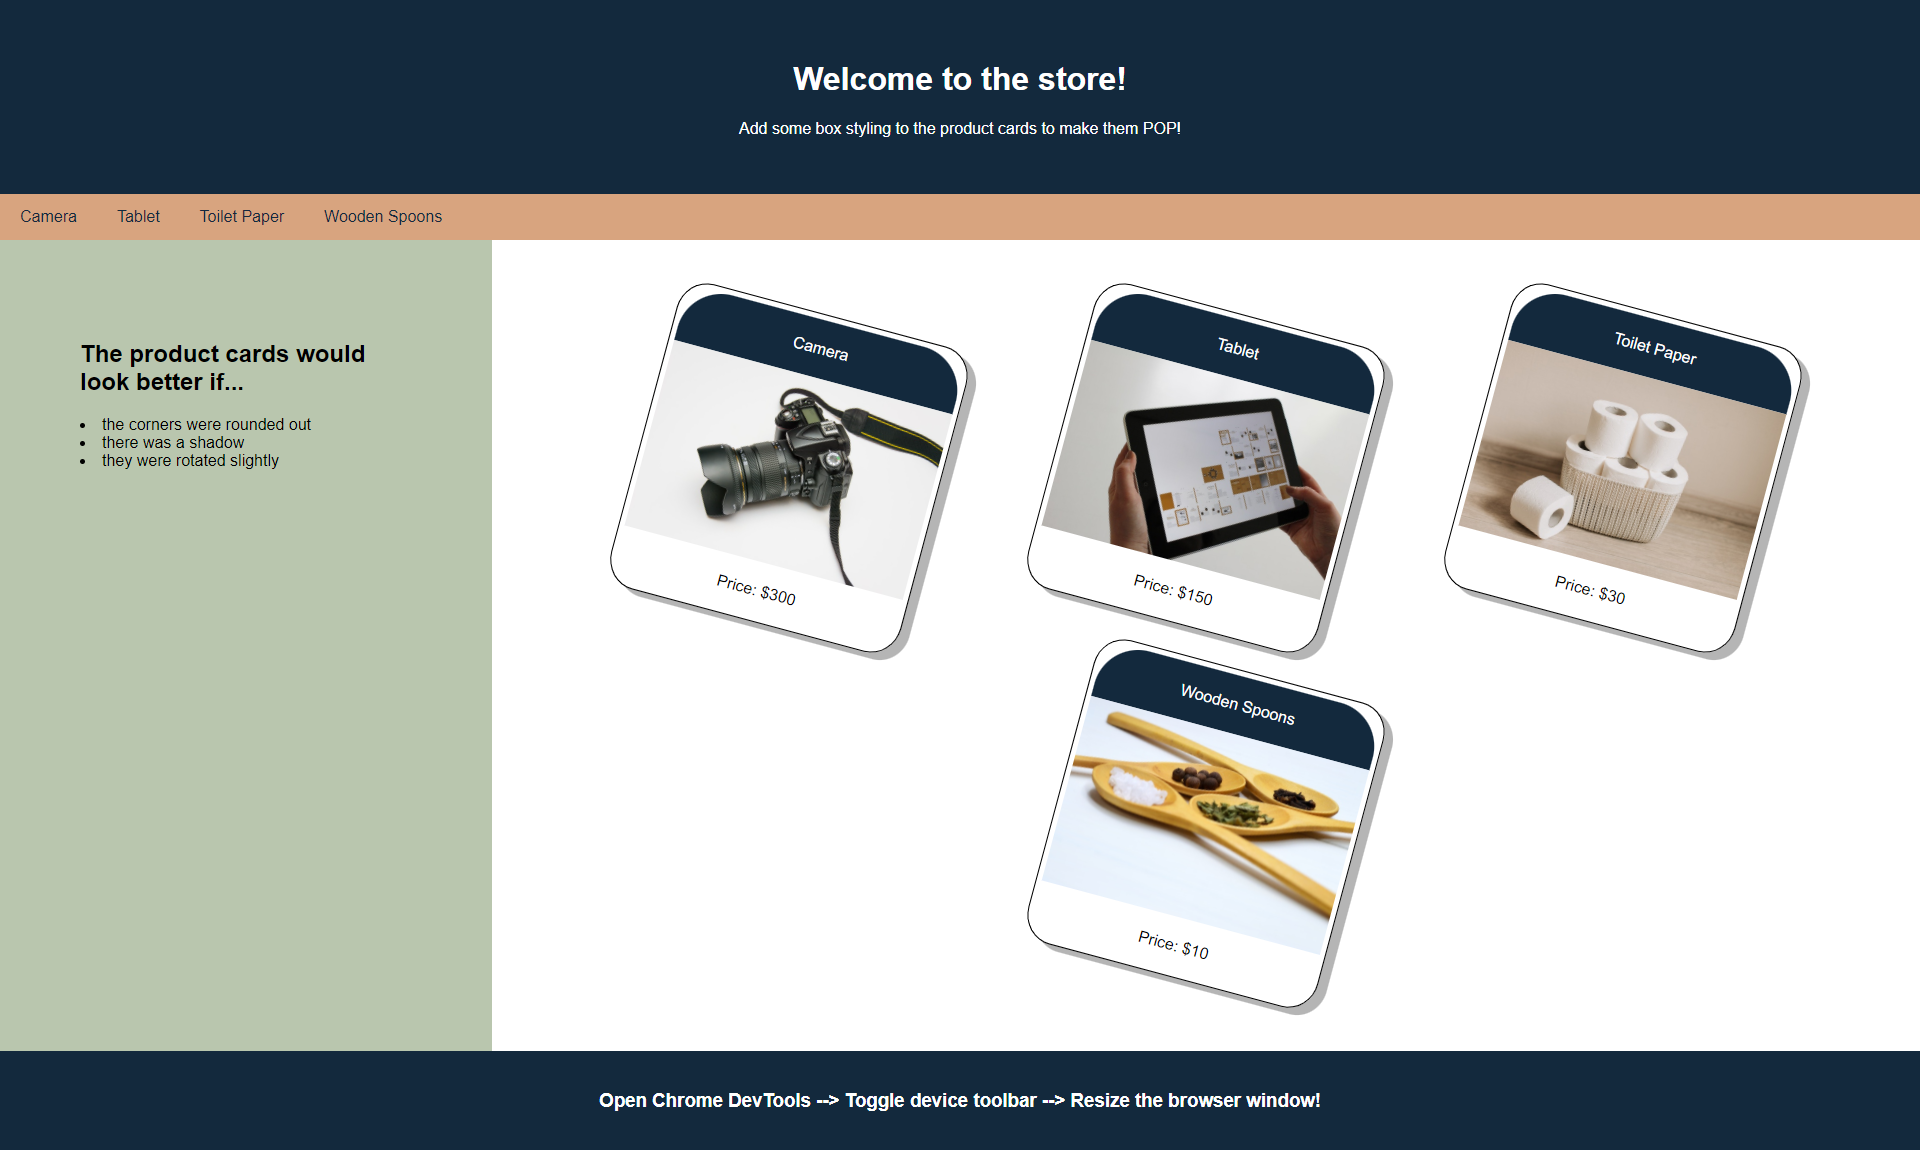 Welcome to the store!
Add some box styling to the product cards to make them POP!
Camera Tablet Toilet Paper Wooden Spoons
The product cards would
look better if...
the corners were rounded out
there was a shadow
they were rotated slightly
Camera
Price: $300
Tablet
Price: $150
Toilet Paper
Price: $30
Wooden Spoons
Price: $10
Open Chrome DevTools --> Toggle device toolbar --> Resize the browser window!